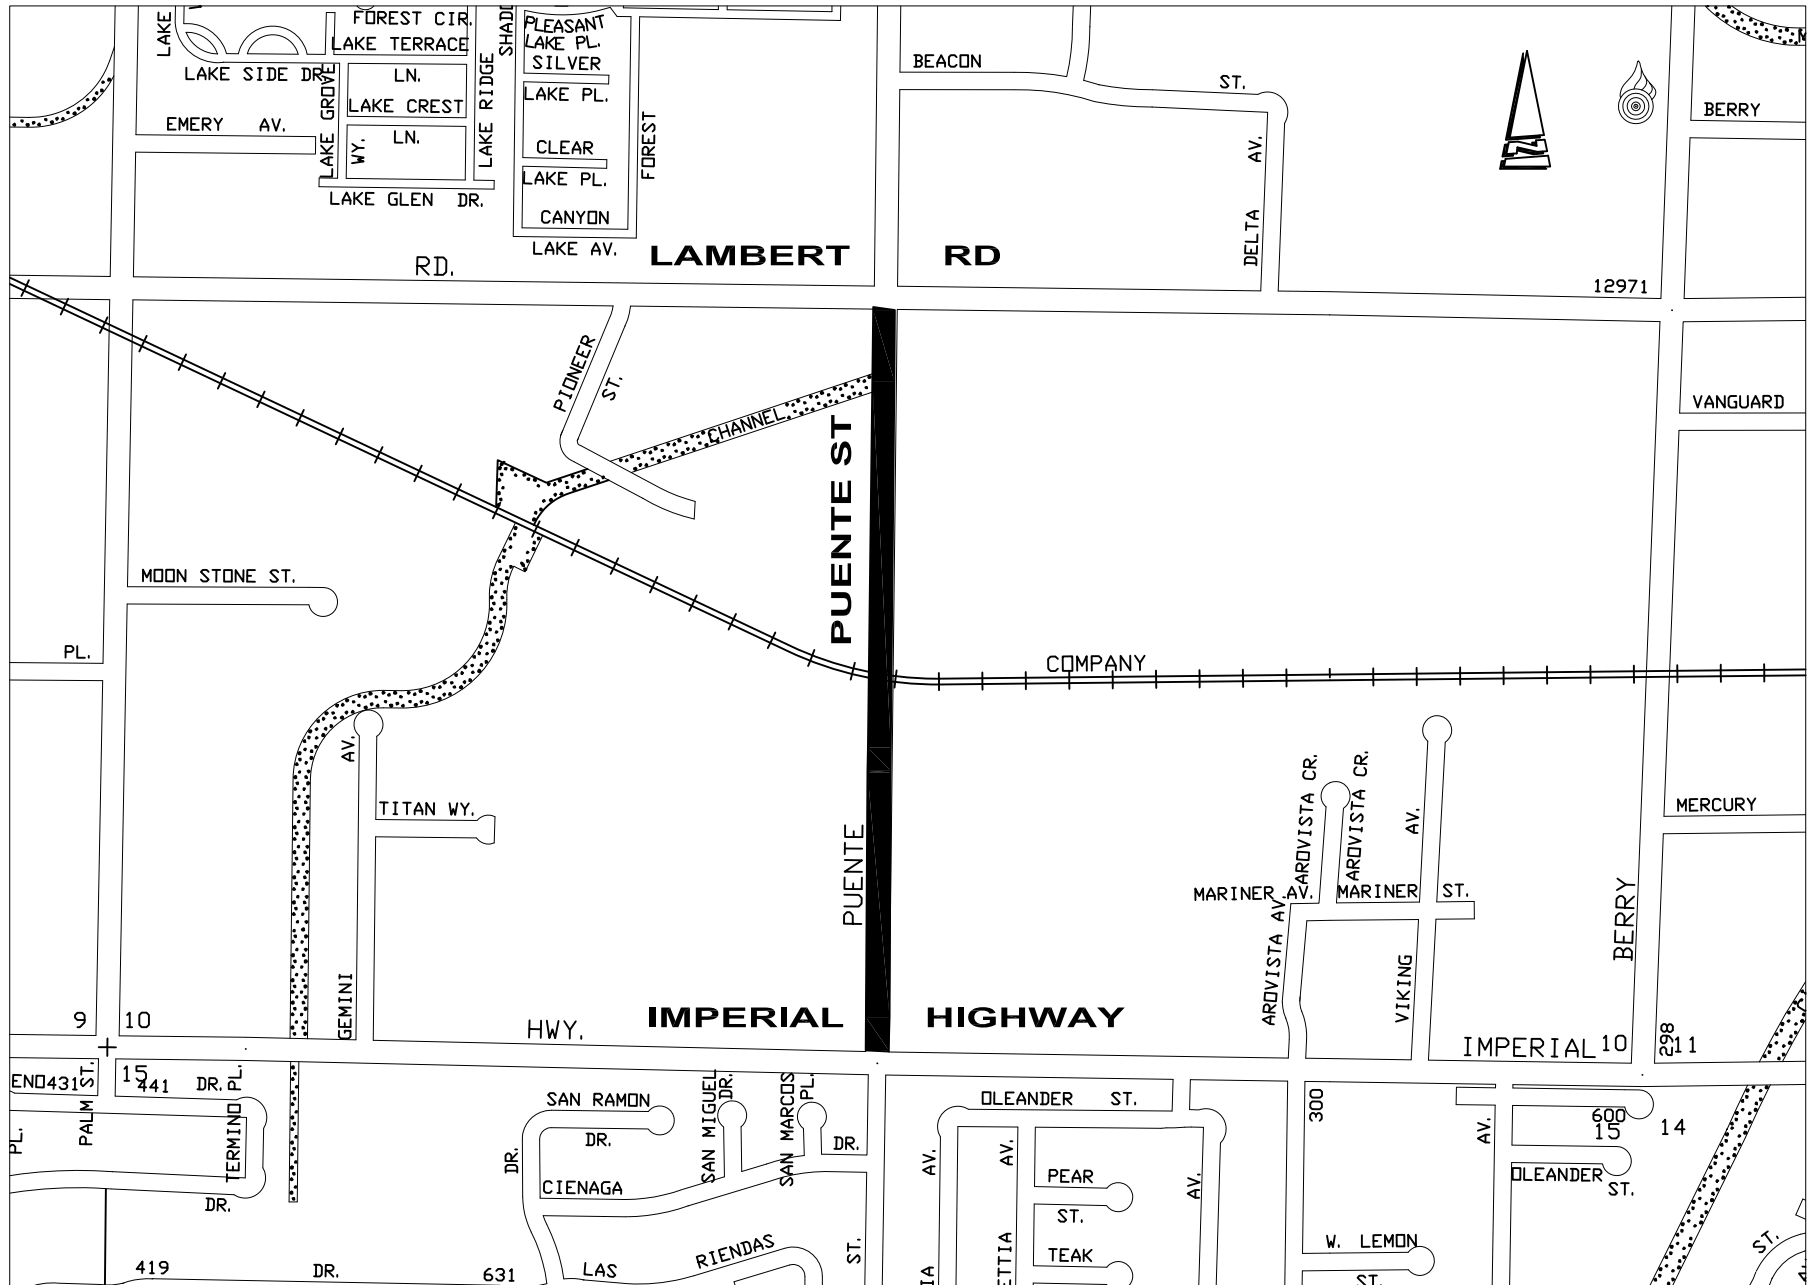 LAKE
FOREST CIR.
LAKE TERRACE
LN.
LAKE SIDE DR.
LAKE GROVE
WY.
LAKE CREST
LN.
LAKE RIDGE
LAKE GLEN DR.
EMERY AV.
PLEASANT
LAKE PL.
SILVER
LAKE PL.
CLEAR
LAKE PL.
CANYON
LAKE AV.
FOREST
BEACON
ST.
DELTA AV.
BERRY
RD.
LAMBERT RD
12971
PIONEER
ST.
CHANNEL
PUENTE ST
VANGUARD
MOON STONE ST.
PL.
COMPANY
AV.
TITAN WY.
GEMINI
PUENTE
AROVISTA CR.
AROVISTA CR.
AV.
MERCURY
MARINER AV.
MARINER ST.
AROVISTA AV.
VIKING
BERRY
9 10
HWY.
IMPERIAL HIGHWAY
IMPERIAL
10
298
11
15
431
441 DR.
PALM ST.
TERMINO PL.
PL.
DR.
419 DR. 631
SAN RAMON
DR.
DR.
SAN MIGUEL
DR.
SAN MARCOS
PL.
DR.
CIENAGA
LAS
RIENDAS
ST.
OLEANDER ST.
AV.
AV.
AV.
PEAR
ST.
TEAK
300
AV.
600
15
14
OLEANDER
ST.
W. LEMON
ST.
ST.